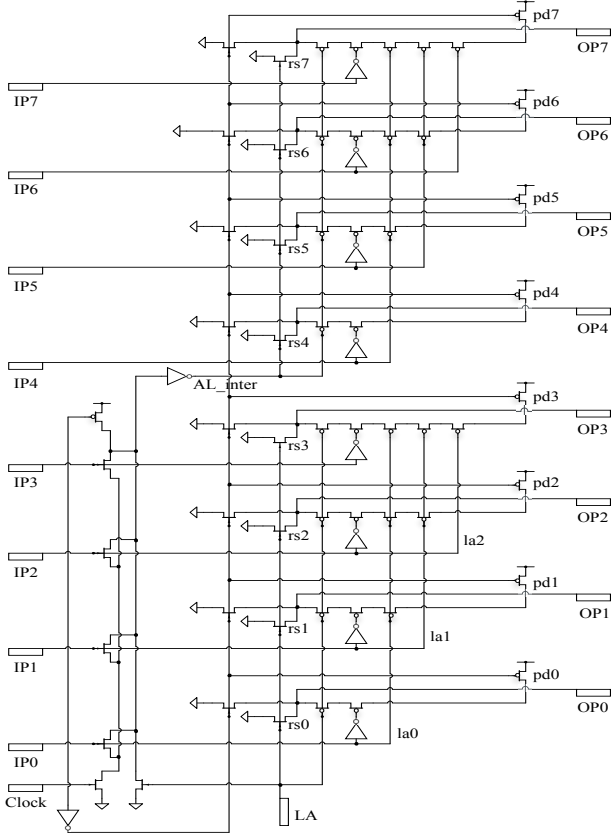 pd7
OP7
rs7
IP7
pd6
OP6
rs6
IP6
pd5
OP5
rs5
IP5
pd4
OP4
rs4
IP4
AL_inter
pd3
OP3
rs3
IP3
pd2
OP2
rs2
la2
IP2
pd1
OP1
rs1
la1
IP1
pd0
OP0
rs0
la0
IP0
Clock
LA